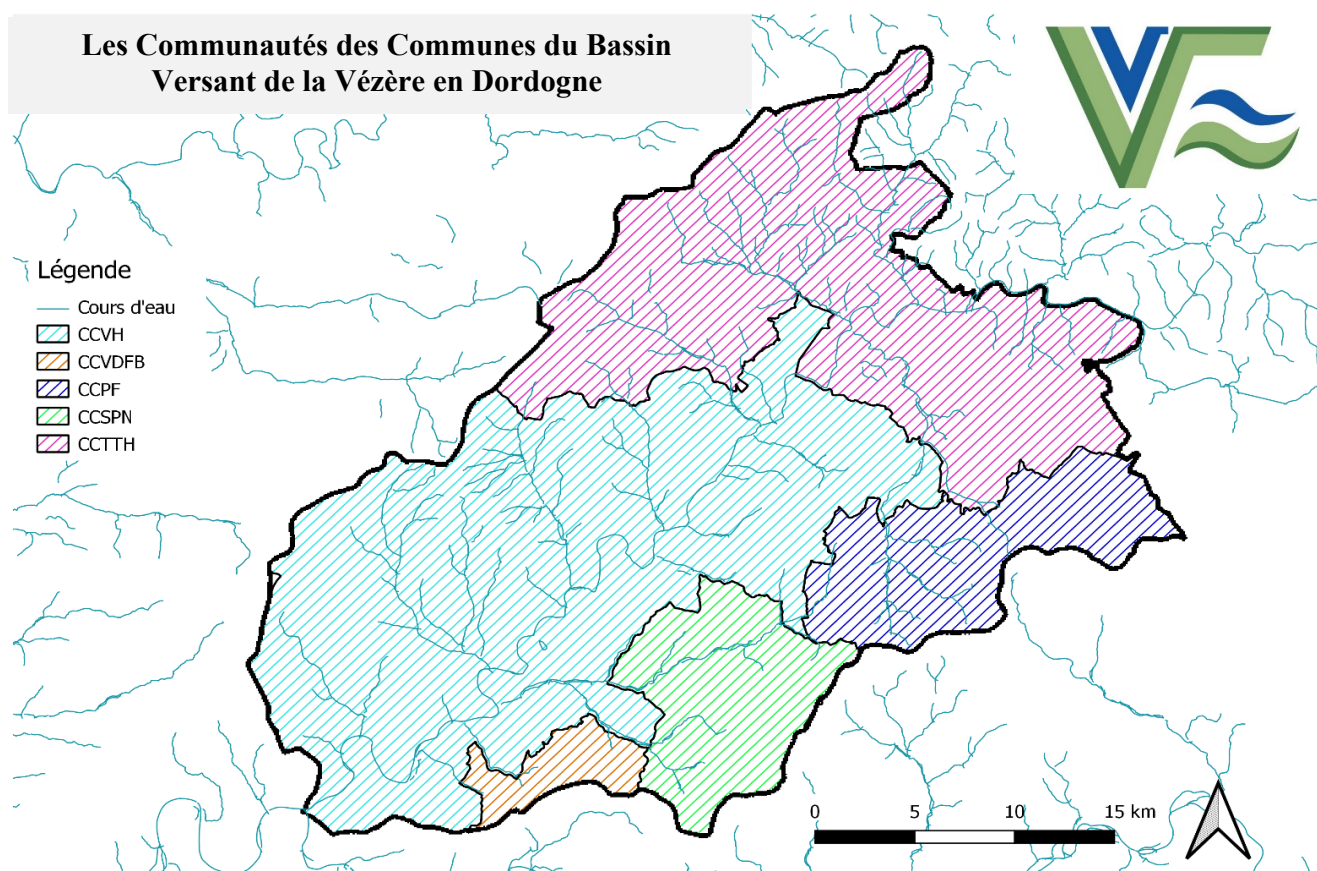 Les Communautés des Communes du Bassin
Versant de la Vézère en Dordogne
Légende
Cours d'eau
CCVH
CCVDFB
CCPF
CCSPN
CCTTH
0 5 10 15 km